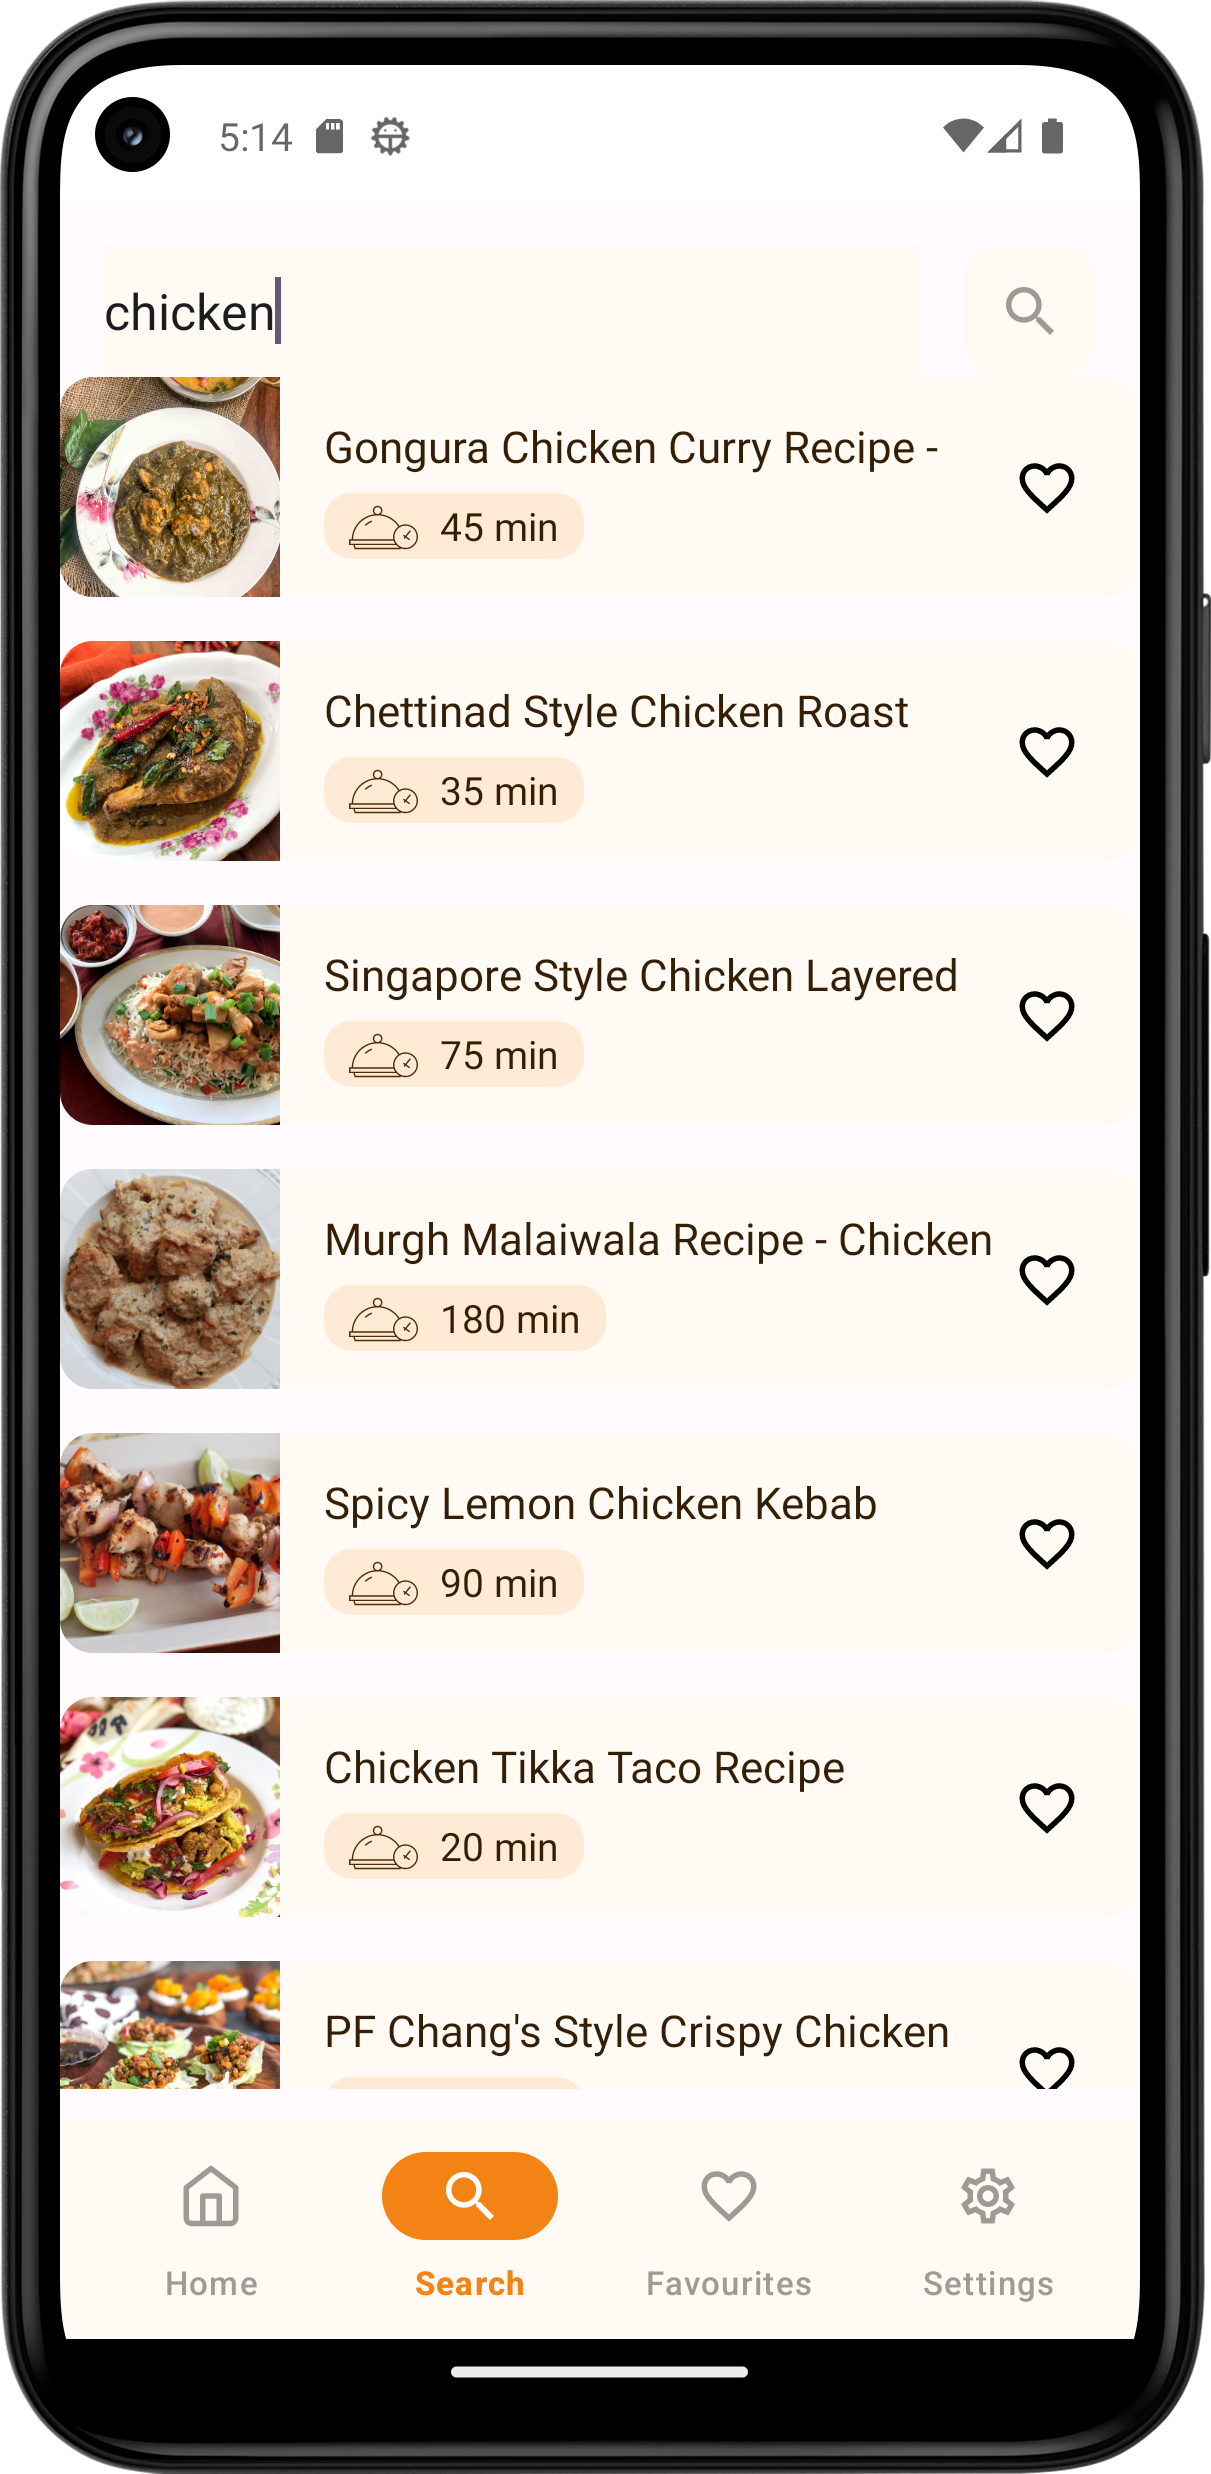 5:14
chicken
Gongura Chicken Curry Recipe -
45 min
Chettinad Style Chicken Roast
35 min
Singapore Style Chicken Layered
75 min
Murgh Malaiwala Recipe - Chicken
180 min
Spicy Lemon Chicken Kebab
90 min
Chicken Tikka Taco Recipe
20 min
PF Chang's Style Crispy Chicken
Home
Search
Favourites
Settings